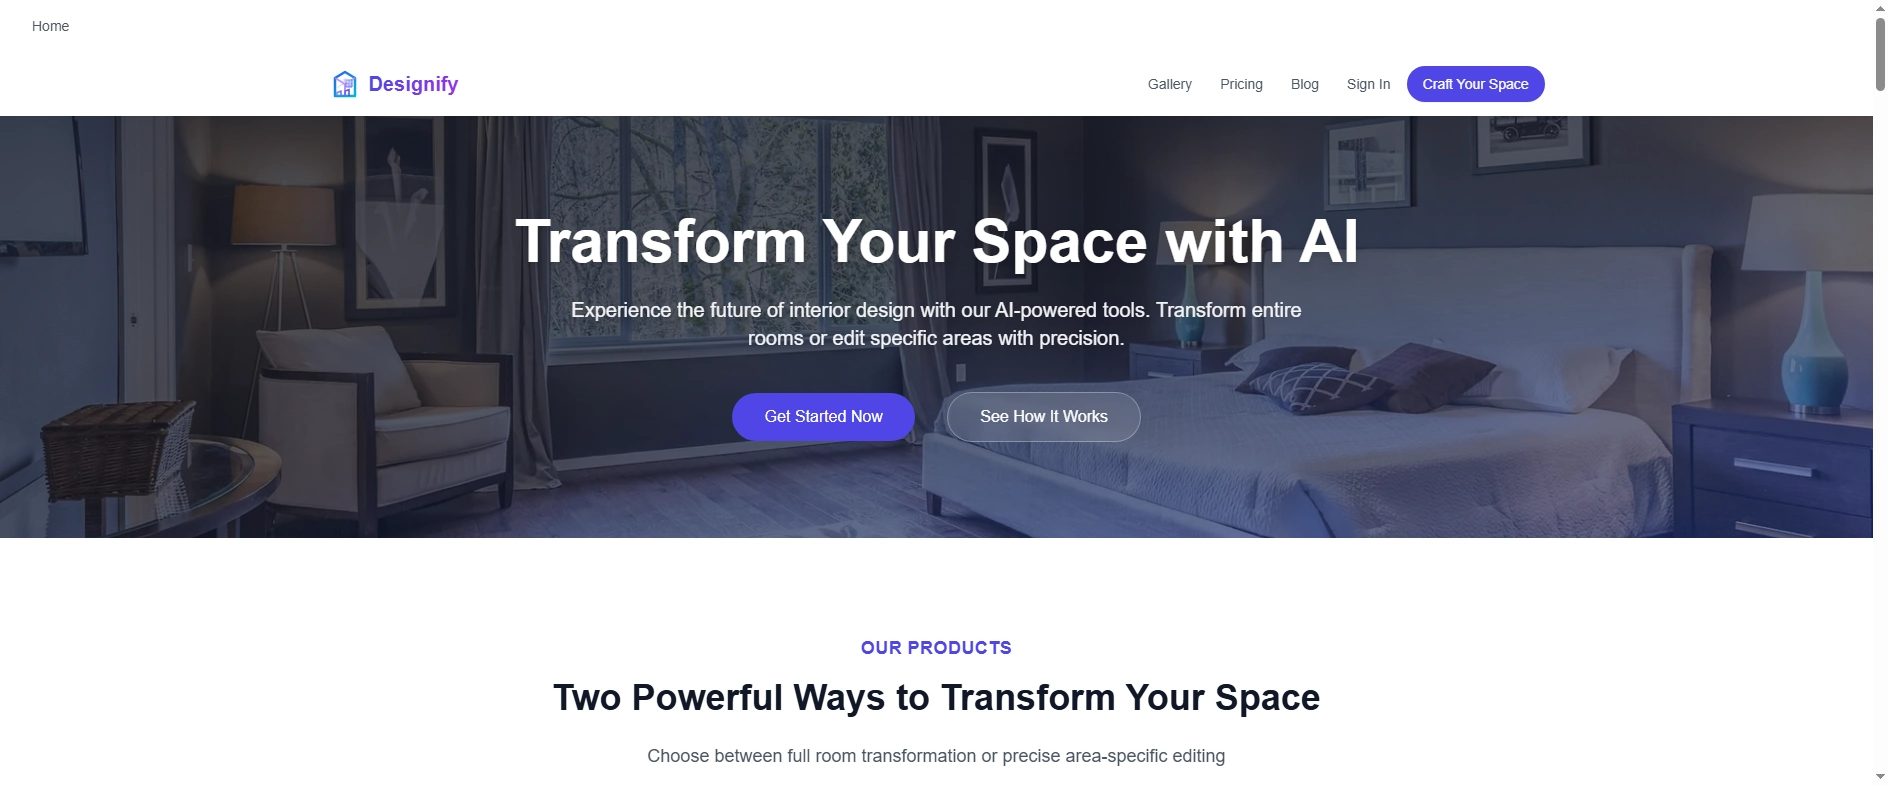 Home
Designify
Gallery
Pricing
Blog
Sign In
Craft Your Space
Transform Your Space with AI
Experience the future of interior design with our AI-powered tools. Transform entire
rooms or edit specific areas with precision.
Get Started Now
See How It Works
OUR PRODUCTS
Two Powerful Ways to Transform Your Space
Choose between full room transformation or precise area-specific editing